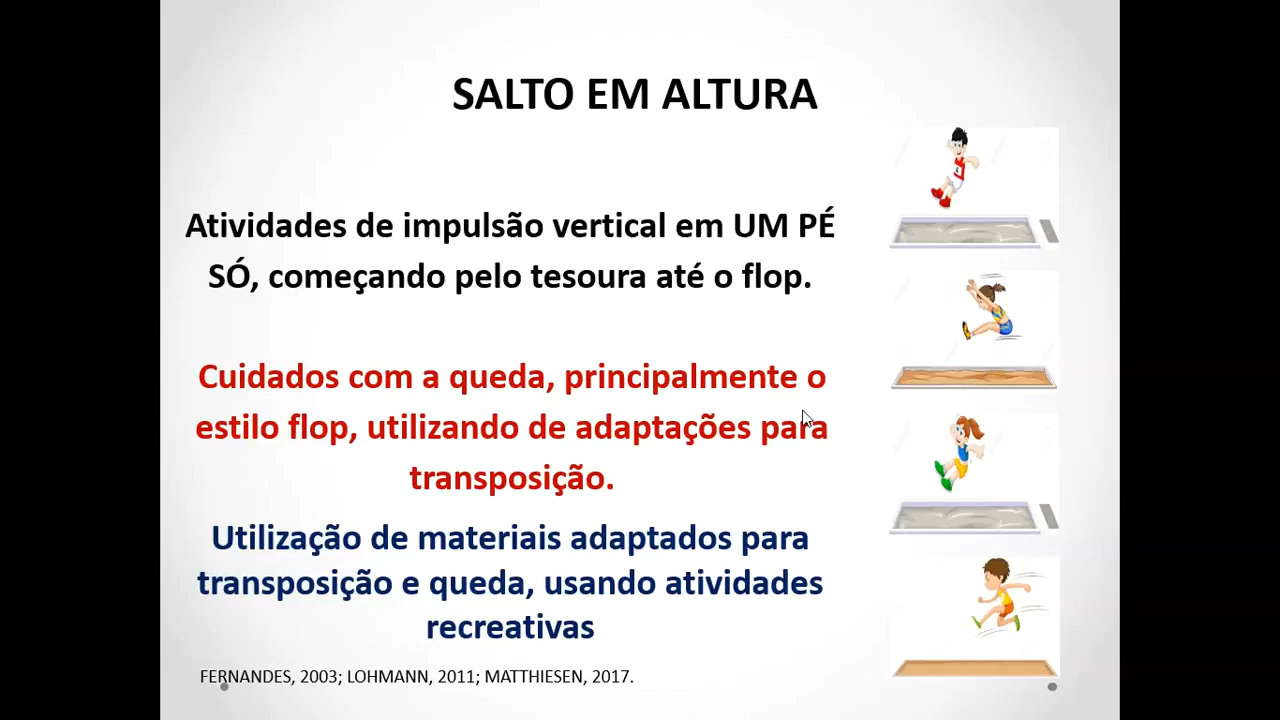 SALTO EM ALTURA
Atividades de impulsão vertical em UM PÉ
SÓ, começando pelo tesoura até o flop.
Cuidados com a queda, principalmente o
estilo flop, utilizando de adaptações para
transposição.
Utilização de materiais adaptados para
transposição e queda, usando atividades
recreativas
FERNANDES, 2003; LOHMANN, 2011; MATTHIESEN, 2017.